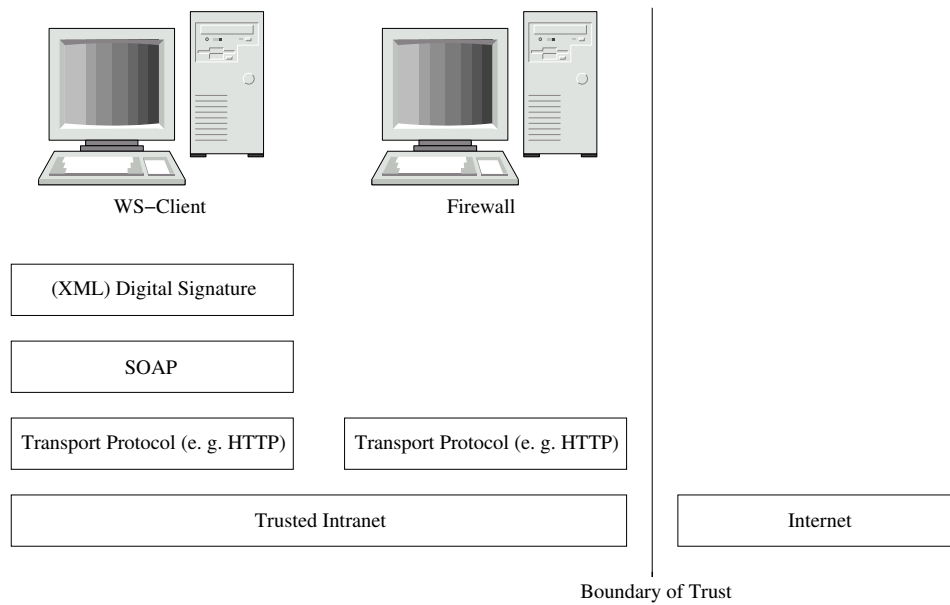 WS−Client
Firewall
(XML) Digital Signature
SOAP
Transport Protocol (e. g. HTTP)
Transport Protocol (e. g. HTTP)
Trusted Intranet
Internet
Boundary of Trust